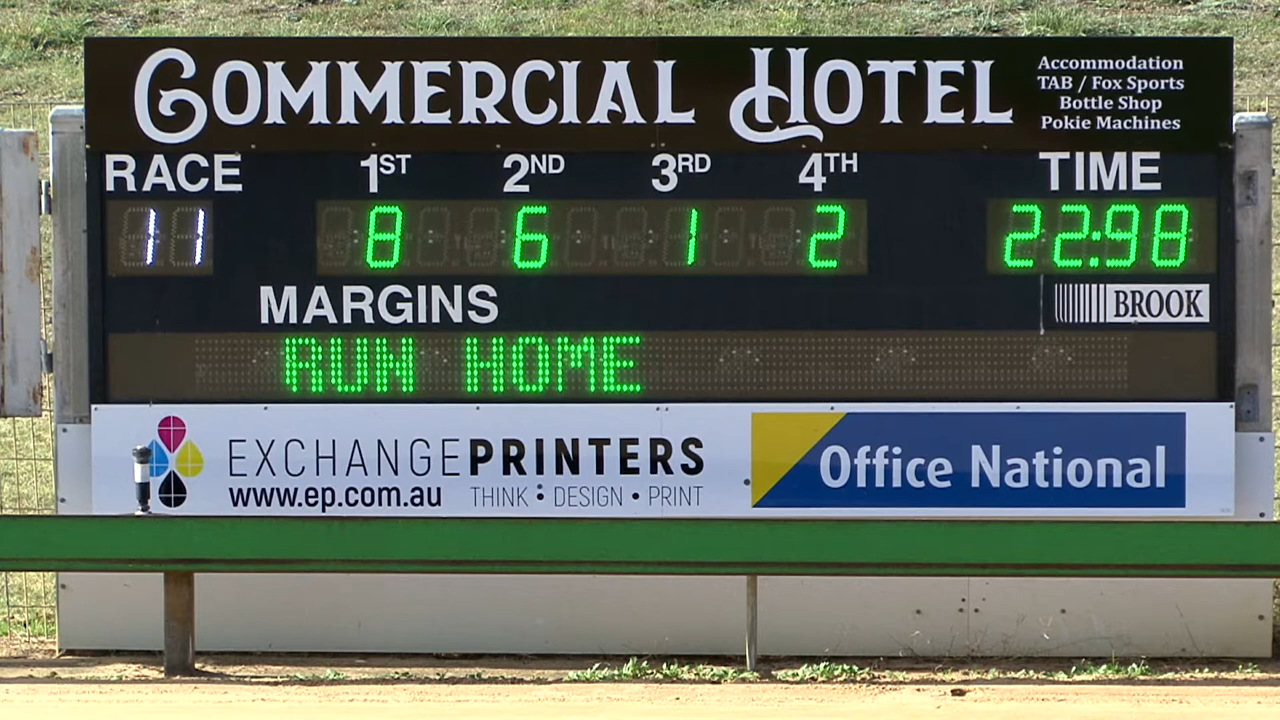 COMMERCIAL HOTEL
Accommodation
TAB / Fox Sports
Bottle Shop
Pokie Machines
RACE 1ST 2ND 3RD 4TH TIME
11 8 6 1 2 22:98
MARGINS
BROOK
RUN HOME
EXCHANGEPRINTERS
www.ep.com.au THINK • DESIGN • PRINT
Office National